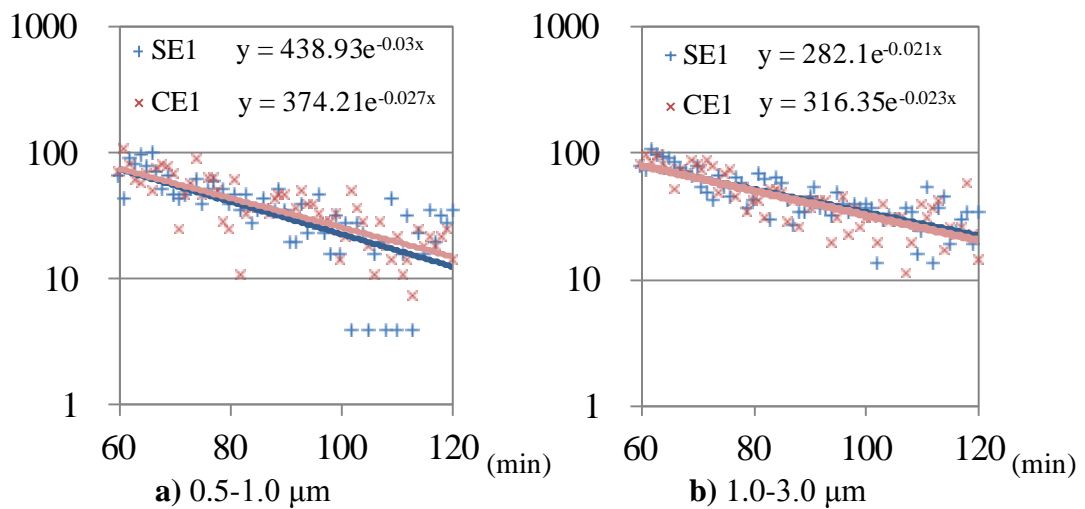 1000
100
10
1
+ SE1 y = 438.93e^-0.03x
× CE1 y = 374.21e^-0.027x
60 80 100 120 (min)
a) 0.5-1.0 μm
1000
100
10
1
+ SE1 y = 282.1e^-0.021x
× CE1 y = 316.35e^-0.023x
60 80 100 120 (min)
b) 1.0-3.0 μm